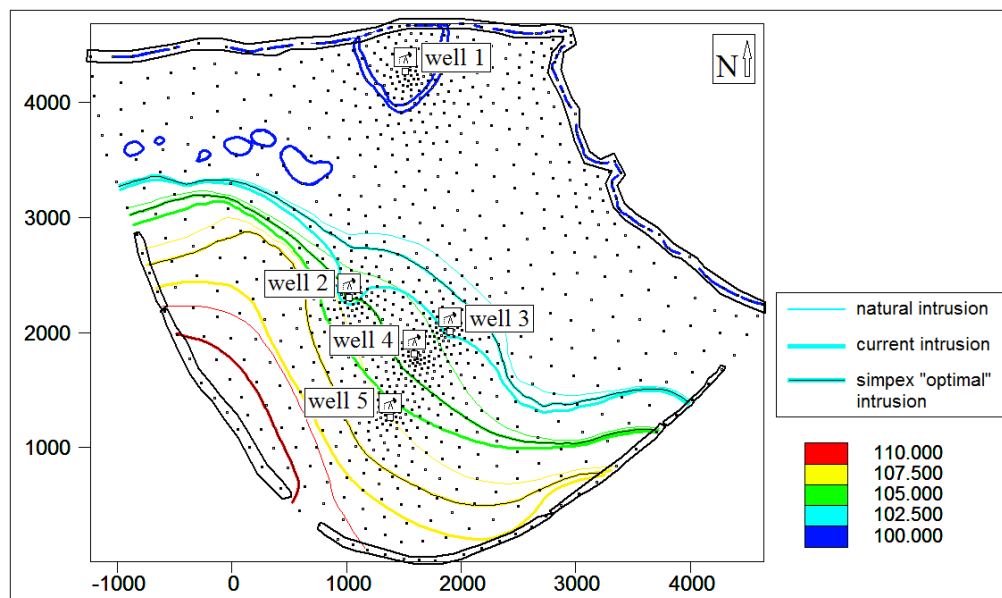 well 1
N
4000
3000
well 2
well 3
well 4
2000
well 5
1000
-1000 0 1000 2000 3000 4000
natural intrusion
current intrusion
simpex "optimal"
intrusion
110.000
107.500
105.000
102.500
100.000